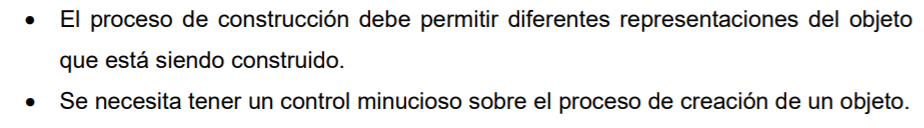 • El proceso de construcción debe permitir diferentes representaciones del objeto
que está siendo construido.
• Se necesita tener un control minucioso sobre el proceso de creación de un objeto.